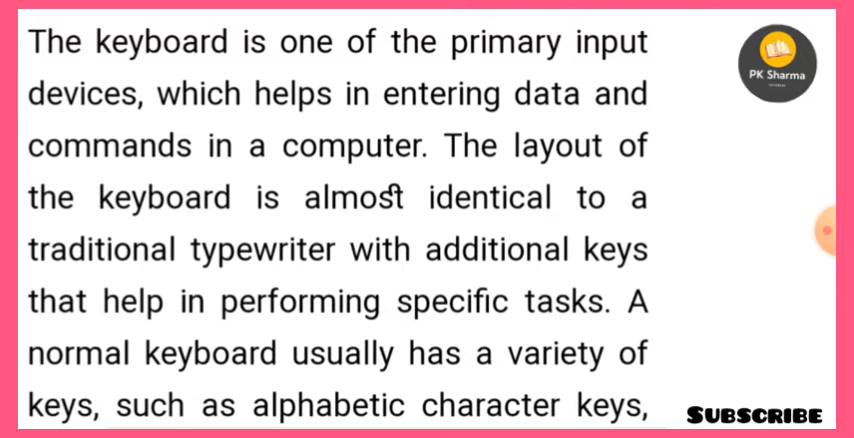 The keyboard is one of the primary input
devices, which helps in entering data and
commands in a computer. The layout of
the keyboard is almost identical to a
traditional typewriter with additional keys
that help in performing specific tasks. A
normal keyboard usually has a variety of
keys, such as alphabetic character keys,
PK Sharma
SUBSCRIBE